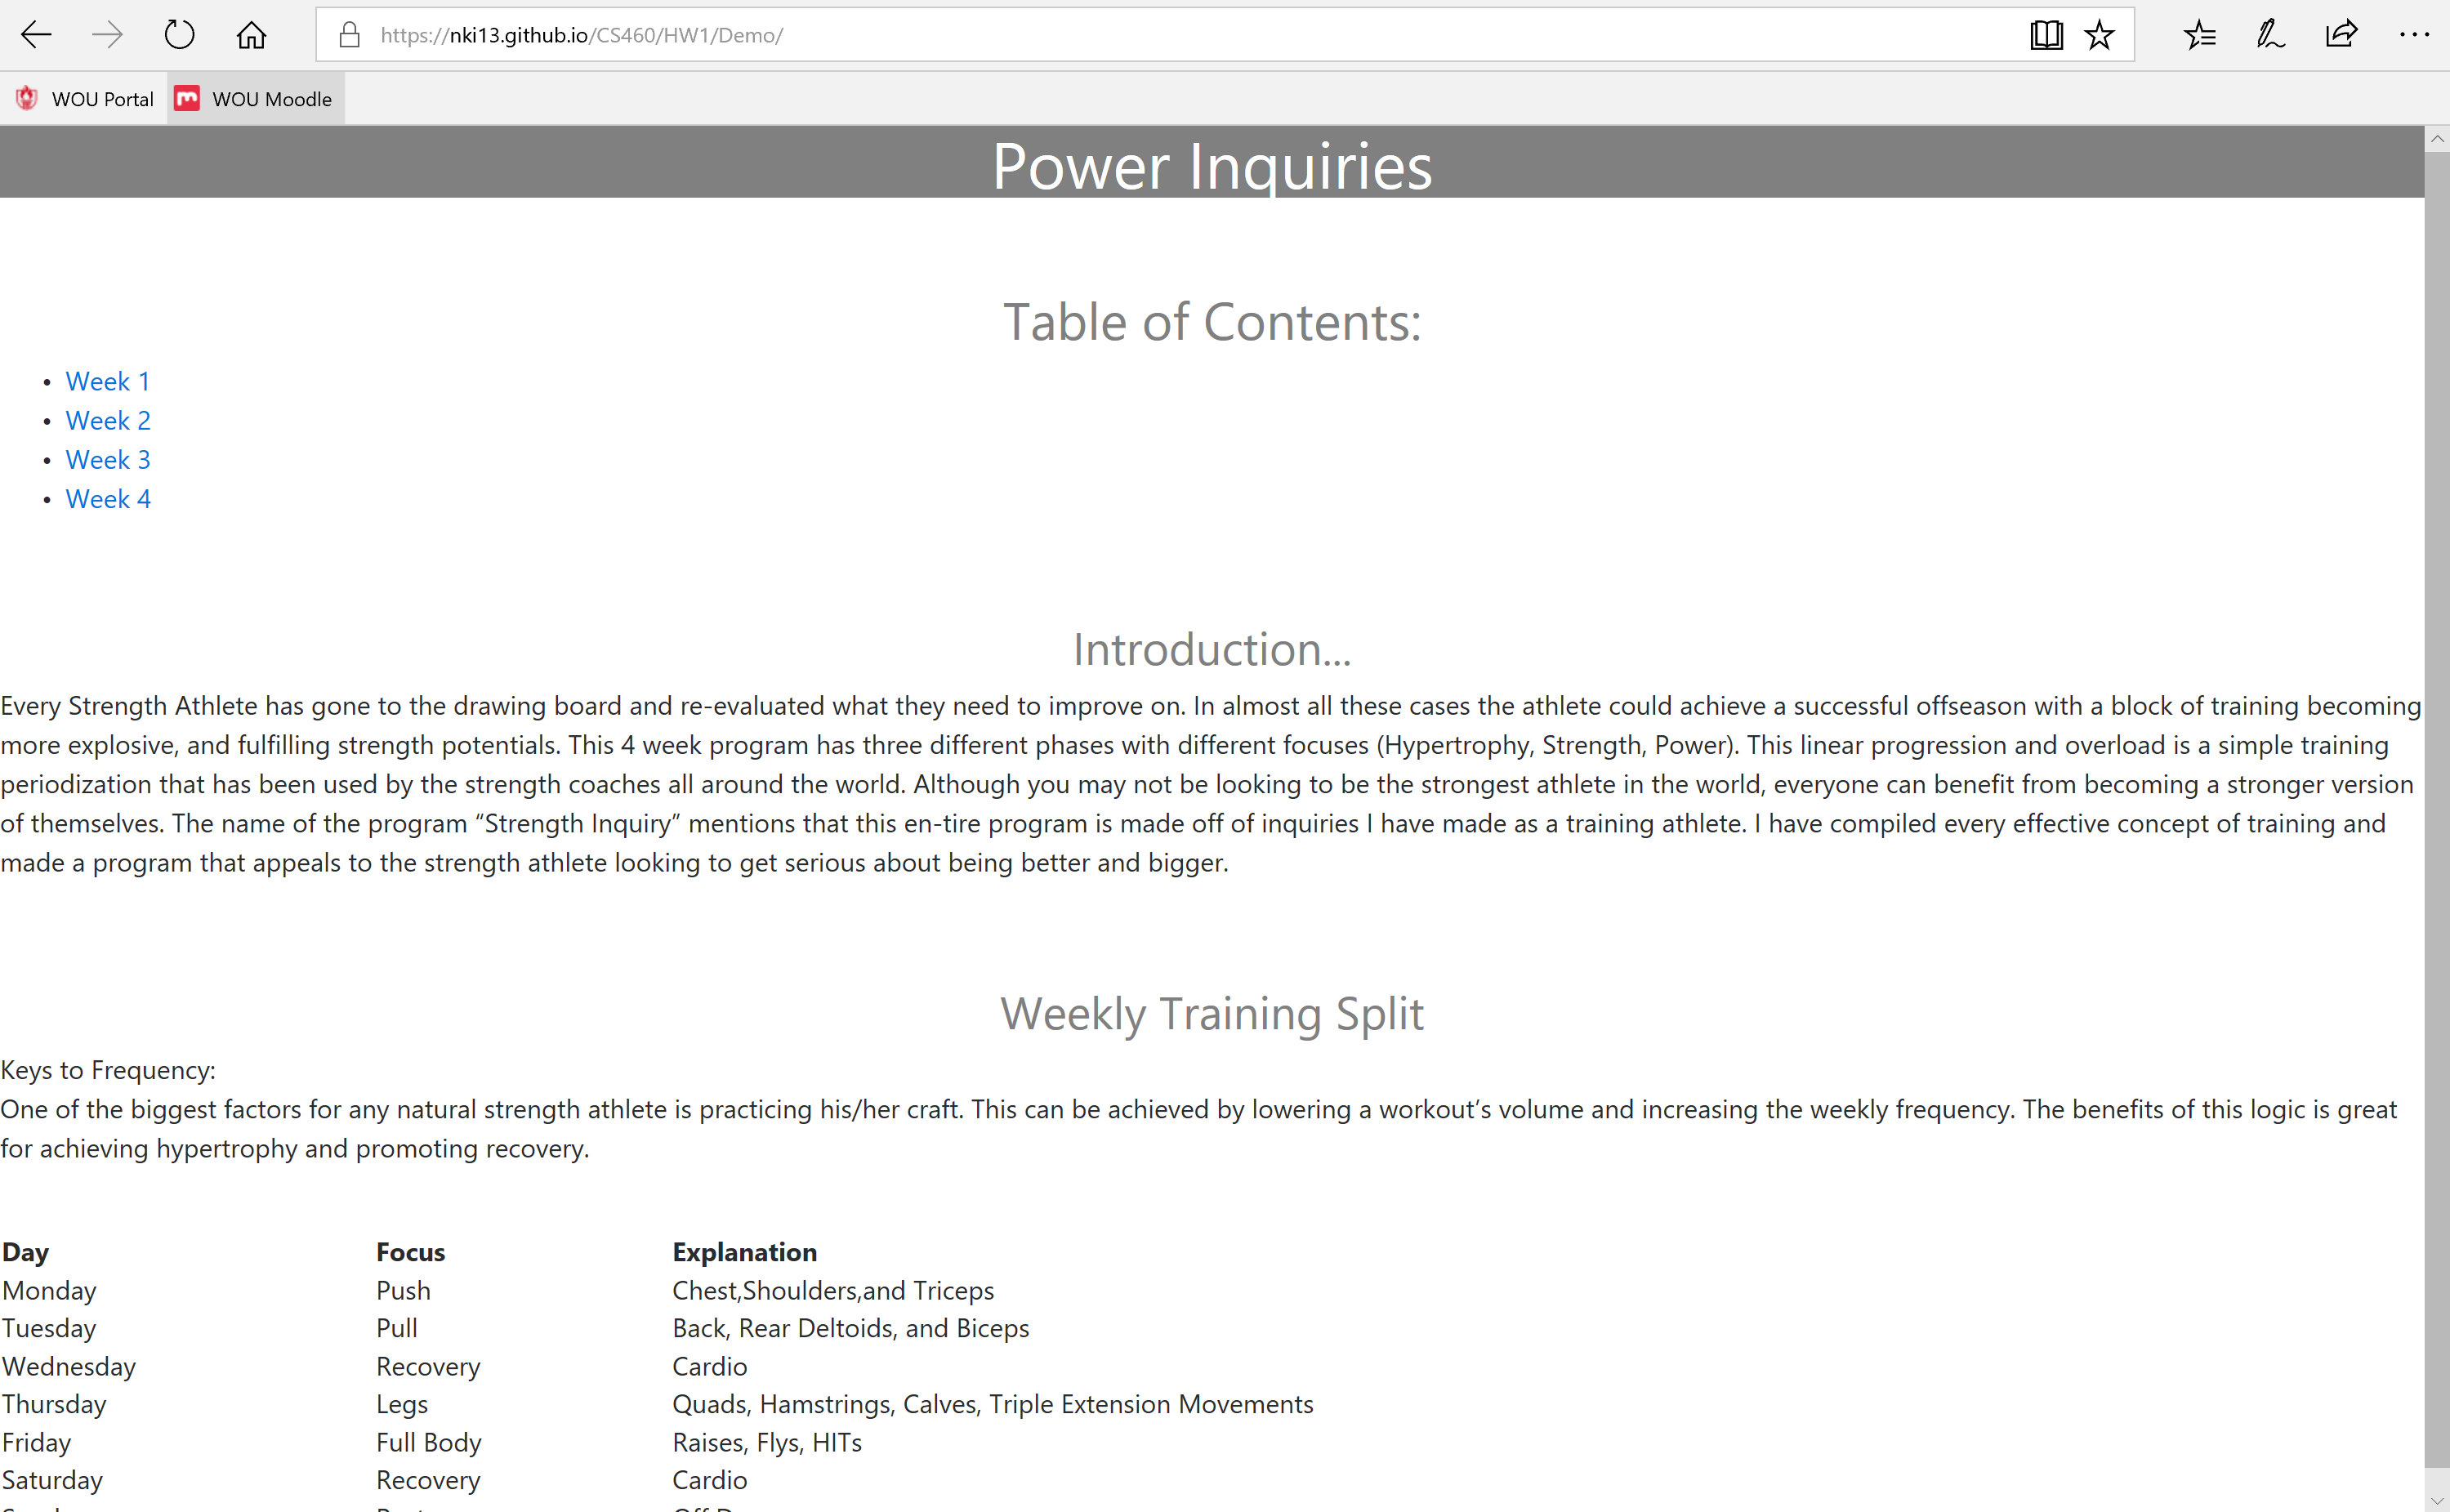 https://nki13.github.io/CS460/HW1/Demo/
WOU Portal WOU Moodle
Power Inquiries
Table of Contents:
• Week 1
• Week 2
• Week 3
• Week 4
Introduction...
Every Strength Athlete has gone to the drawing board and re-evaluated what they need to improve on. In almost all these cases the athlete could achieve a successful offseason with a block of training becoming
more explosive, and fulfilling strength potentials. This 4 week program has three different phases with different focuses (Hypertrophy, Strength, Power). This linear progression and overload is a simple training
periodization that has been used by the strength coaches all around the world. Although you may not be looking to be the strongest athlete in the world, everyone can benefit from becoming a stronger version
of themselves. The name of the program “Strength Inquiry” mentions that this en-tire program is made off of inquiries I have made as a training athlete. I have compiled every effective concept of training and
made a program that appeals to the strength athlete looking to get serious about being better and bigger.
Weekly Training Split
Keys to Frequency:
One of the biggest factors for any natural strength athlete is practicing his/her craft. This can be achieved by lowering a workout’s volume and increasing the weekly frequency. The benefits of this logic is great
for achieving hypertrophy and promoting recovery.
Day Focus Explanation
Monday Push Chest,Shoulders,and Triceps
Tuesday Pull Back, Rear Deltoids, and Biceps
Wednesday Recovery Cardio
Thursday Legs Quads, Hamstrings, Calves, Triple Extension Movements
Friday Full Body Raises, Flys, HITs
Saturday Recovery Cardio